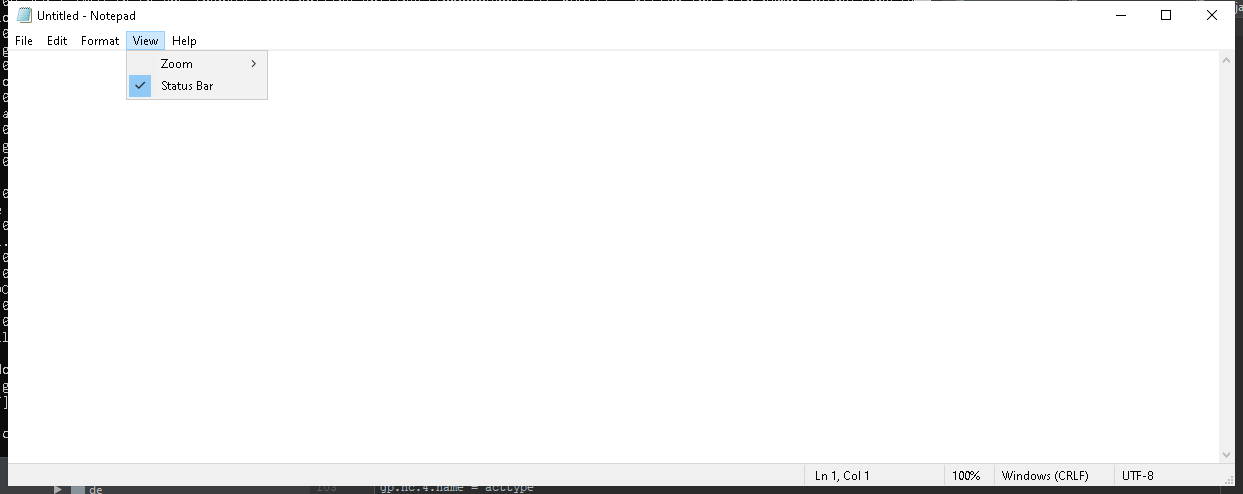 Untitled - Notepad
File Edit Format View Help
Zoom
Status Bar
Ln 1, Col 1 100% Windows (CRLF) UTF-8
de 103 gp.nc.4.name = acctype